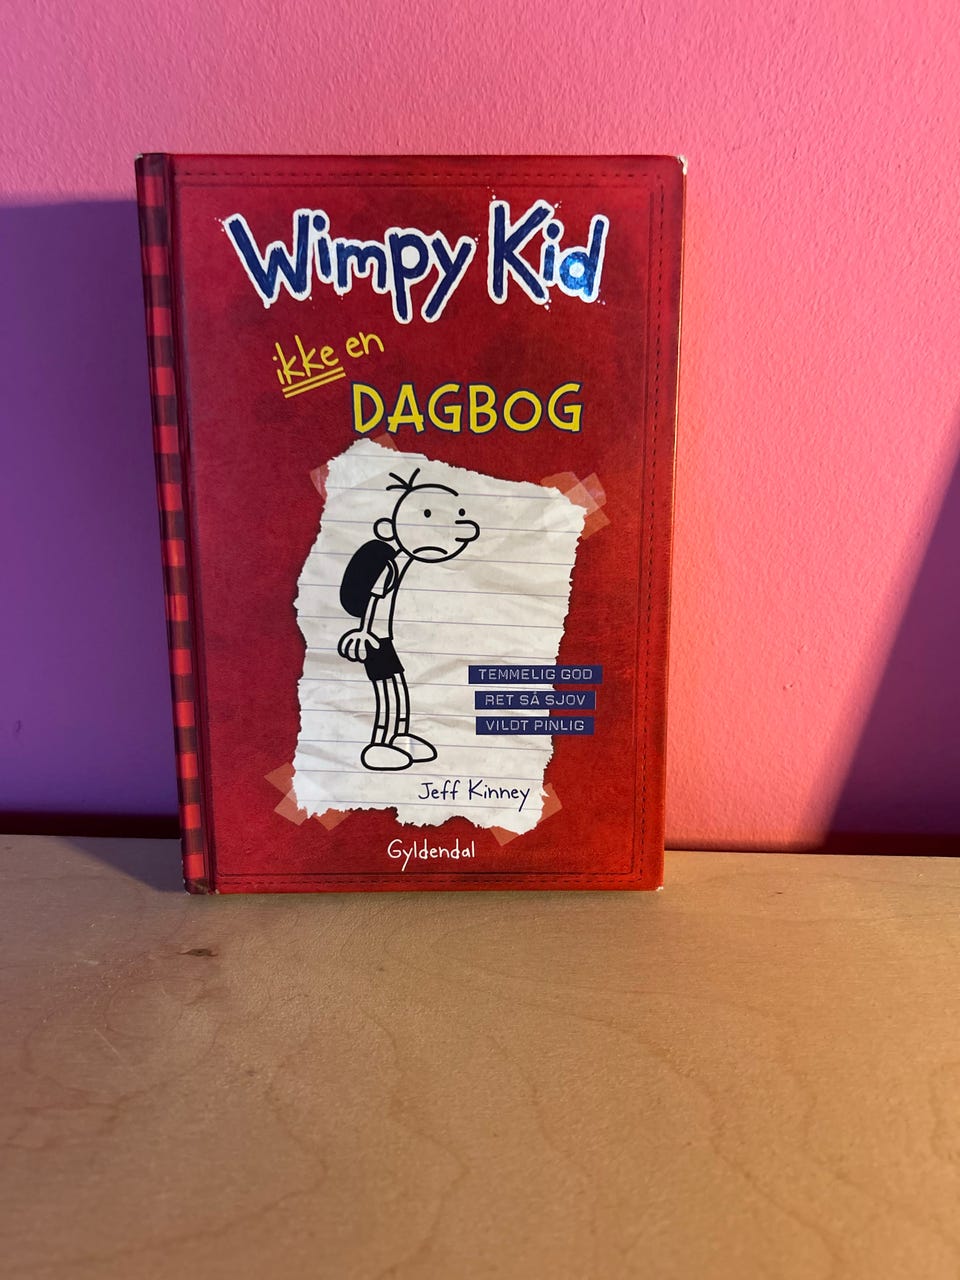 Wimpy Kid
ikke en
DAGBOG
TEMMELIG GOD
RET SÅ SJOV
VILDT PINLIG
Jeff Kinney
Gyldendal